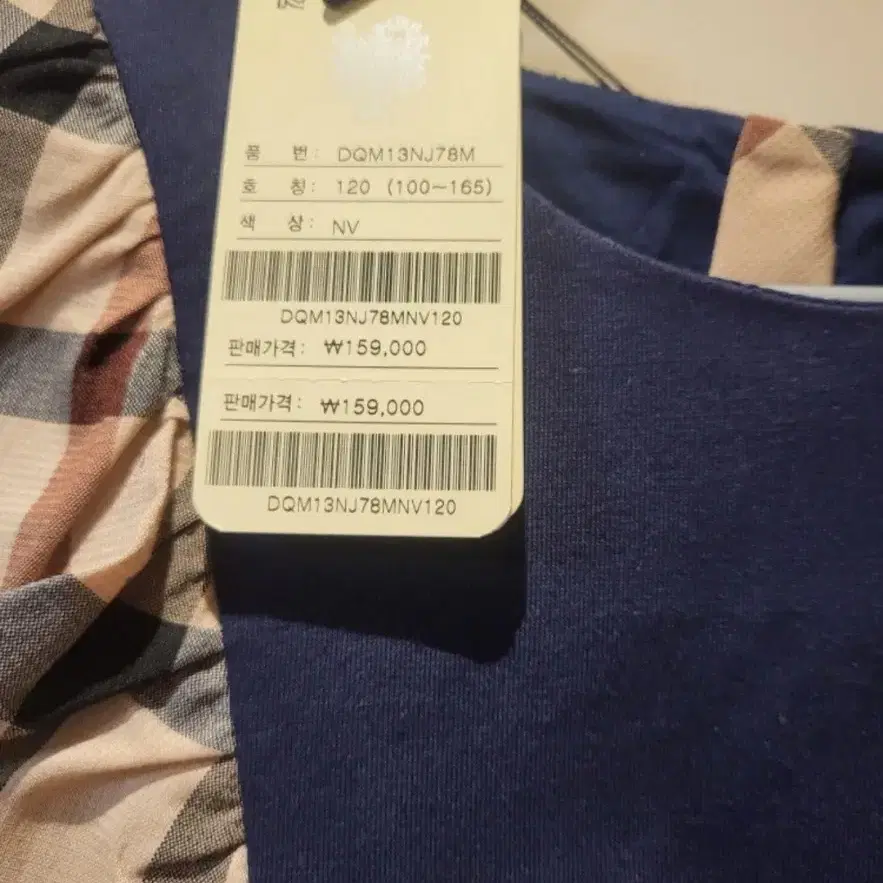 품 번: DQM13NJ78M
호 칭: 120 (100~165)
색 상: NV
DQM13NJ78MNV120
판매가격: ₩159,000
판매가격: ₩159,000
DQM13NJ78MNV120